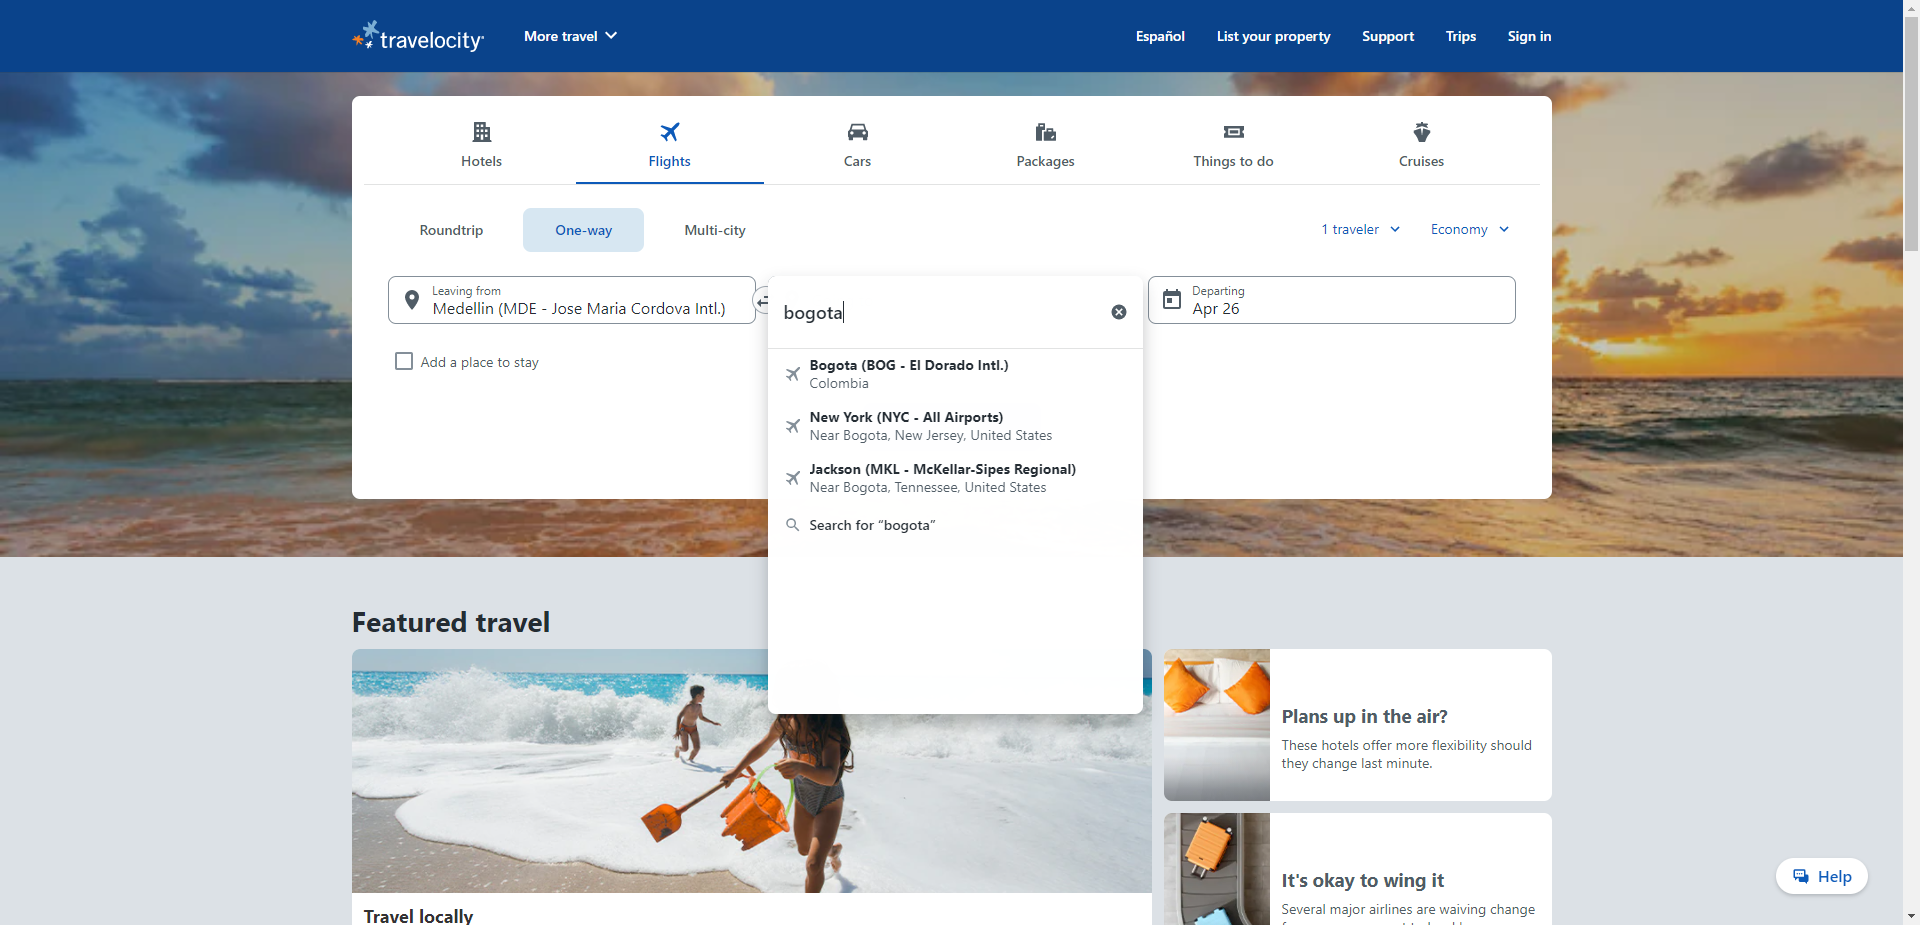 travelocity
More travel
Español
List your property
Support
Trips
Sign in
Hotels
Flights
Cars
Packages
Things to do
Cruises
Roundtrip
One-way
Multi-city
1 traveler
Economy
Leaving from
Medellin (MDE - Jose Maria Cordova Intl.)
bogota
Departing
Apr 26
Add a place to stay
Bogota (BOG - El Dorado Intl.)
Colombia
New York (NYC - All Airports)
Near Bogota, New Jersey, United States
Jackson (MKL - McKellar-Sipes Regional)
Near Bogota, Tennessee, United States
Search for “bogota”
Featured travel
Travel locally
Plans up in the air?
These hotels offer more flexibility should
they change last minute.
It's okay to wing it
Several major airlines are waiving change
Help